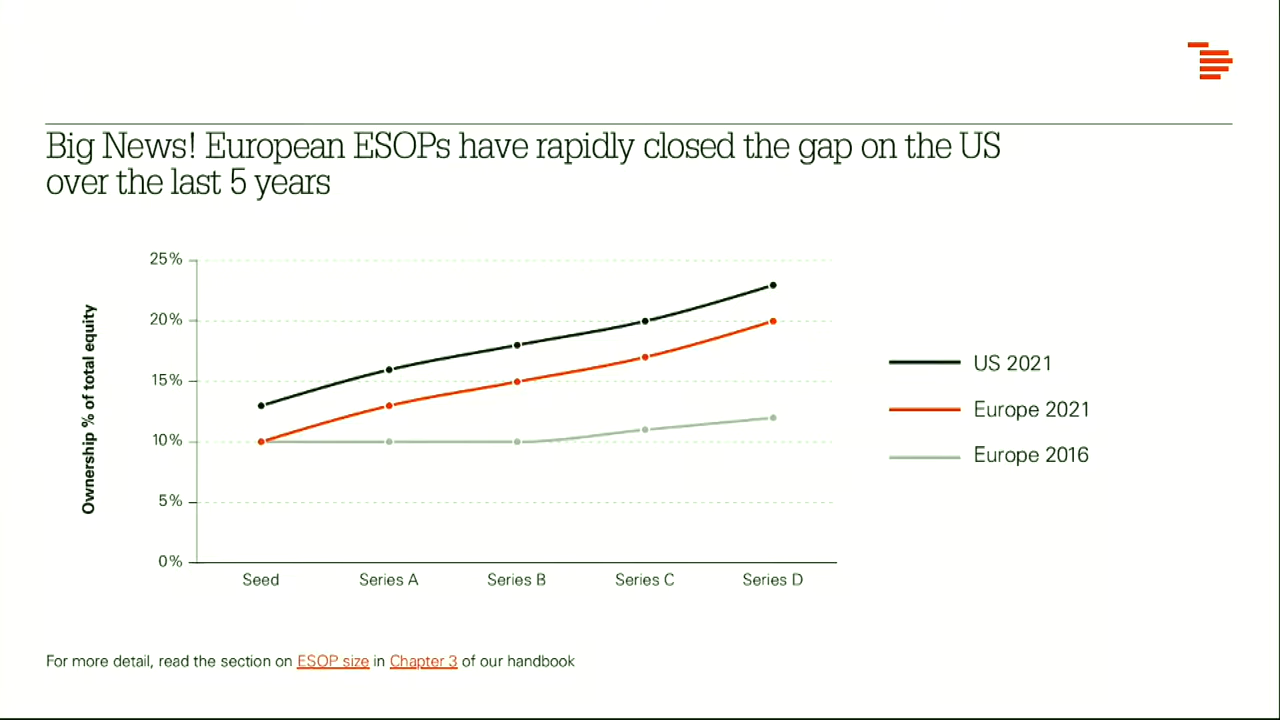 Big News! European ESOPs have rapidly closed the gap on the US
over the last 5 years
Ownership % of total equity
25%
20%
15%
10%
5%
0%
Seed
Series A
Series B
Series C
Series D
US 2021
Europe 2021
Europe 2016
For more detail, read the section on ESOP size in Chapter 3 of our handbook